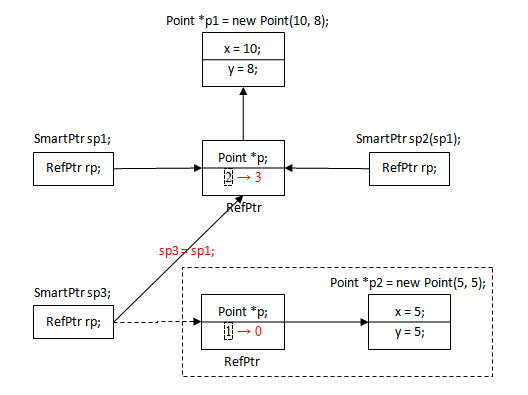 Point *p1 = new Point(10, 8);
x = 10;
y = 8;
SmartPtr sp1;
SmartPtr sp2(sp1);
RefPtr rp;
Point *p;
RefPtr rp;
2 → 3
RefPtr
sp3 = sp1;
Point *p2 = new Point(5, 5);
SmartPtr sp3;
RefPtr rp;
Point *p;
x = 5;
1 → 0
y = 5;
RefPtr